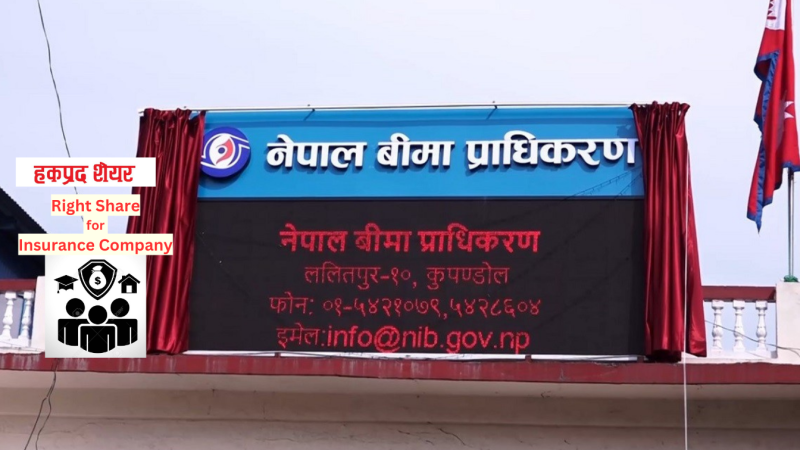 नेपाल बीमा प्राधिकरण
नेपाल बीमा प्राधिकरण
ललितपुर-१०, कुपण्डोल
फोन: ०१-५४२१०७९,५४२८६०४
इमेल:info@nib.gov.np
हकप्रद शेयर
Right Share
for
Insurance Company
$